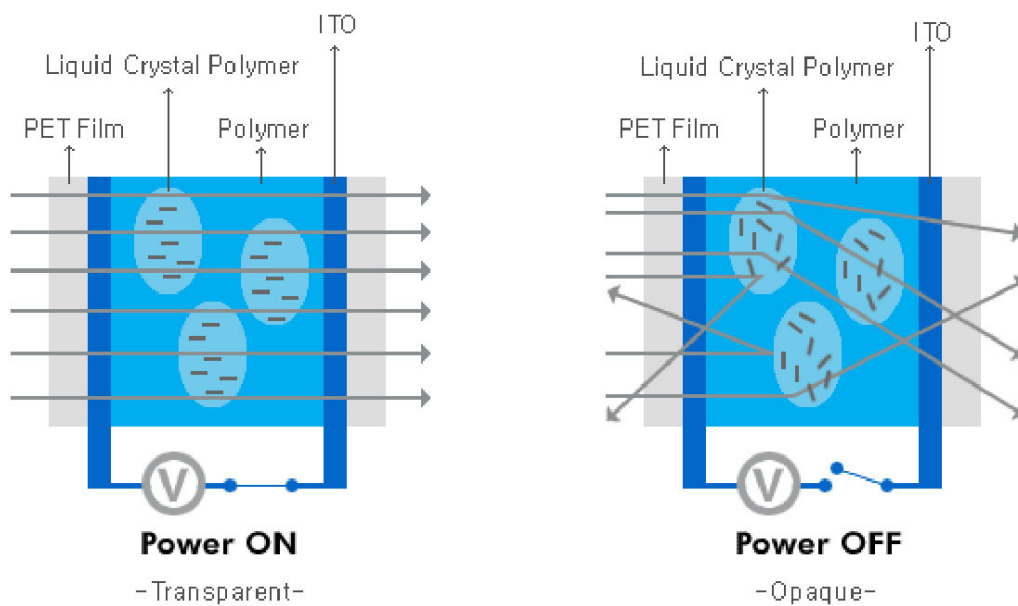 ITO
Liquid Crystal Polymer
PET Film
Polymer
V
Power ON
-Transparent-
ITO
Liquid Crystal Polymer
PET Film
Polymer
V
Power OFF
-Opaque-